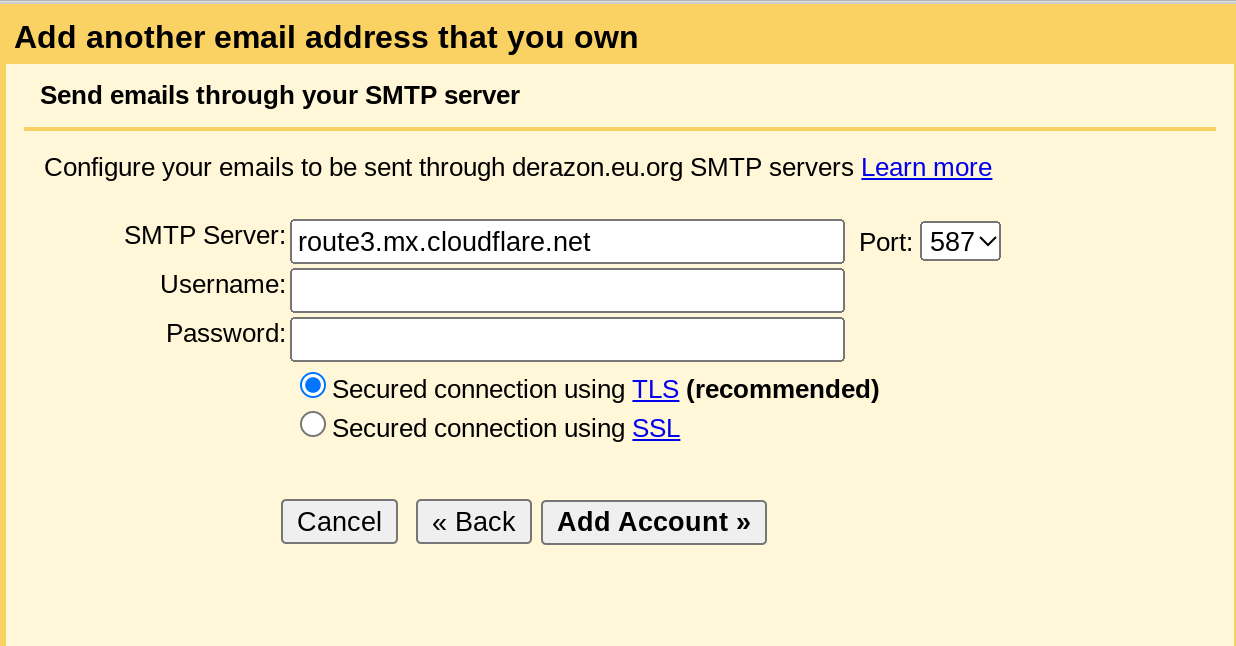 Add another email address that you own
Send emails through your SMTP server
Configure your emails to be sent through derazon.eu.org SMTP servers Learn more
SMTP Server: route3.mx.cloudflare.net Port: 587
Username:
Password:
Secured connection using TLS (recommended)
Secured connection using SSL
Cancel « Back Add Account »